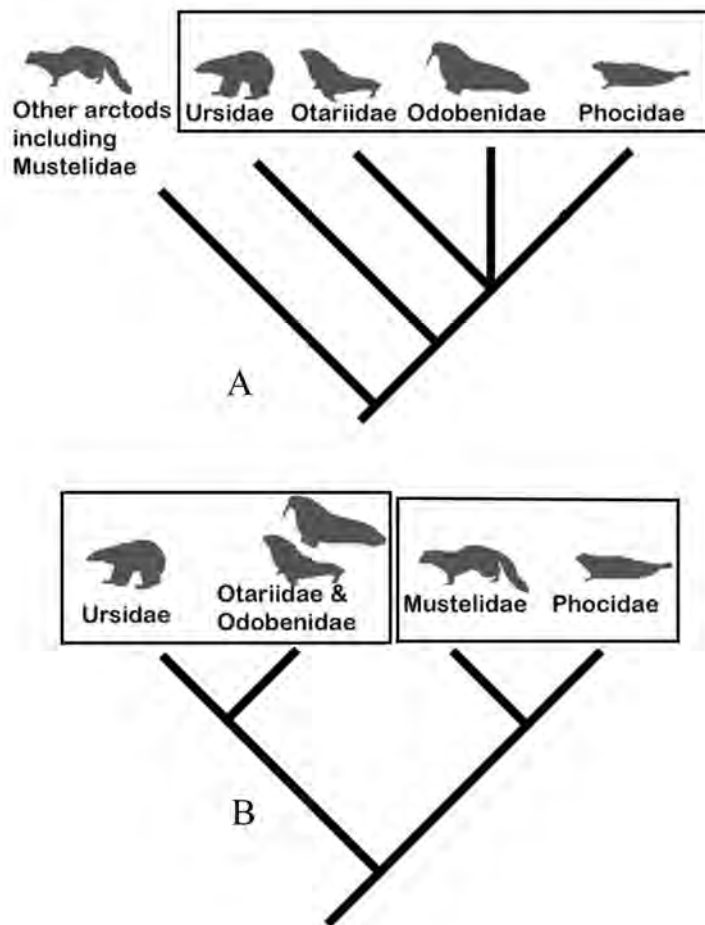 Other arctods
including
Mustelidae
Ursidae
Otariidae
Odobenidae
Phocidae
A
Ursidae
Otariidae &
Odobenidae
Mustelidae
Phocidae
B